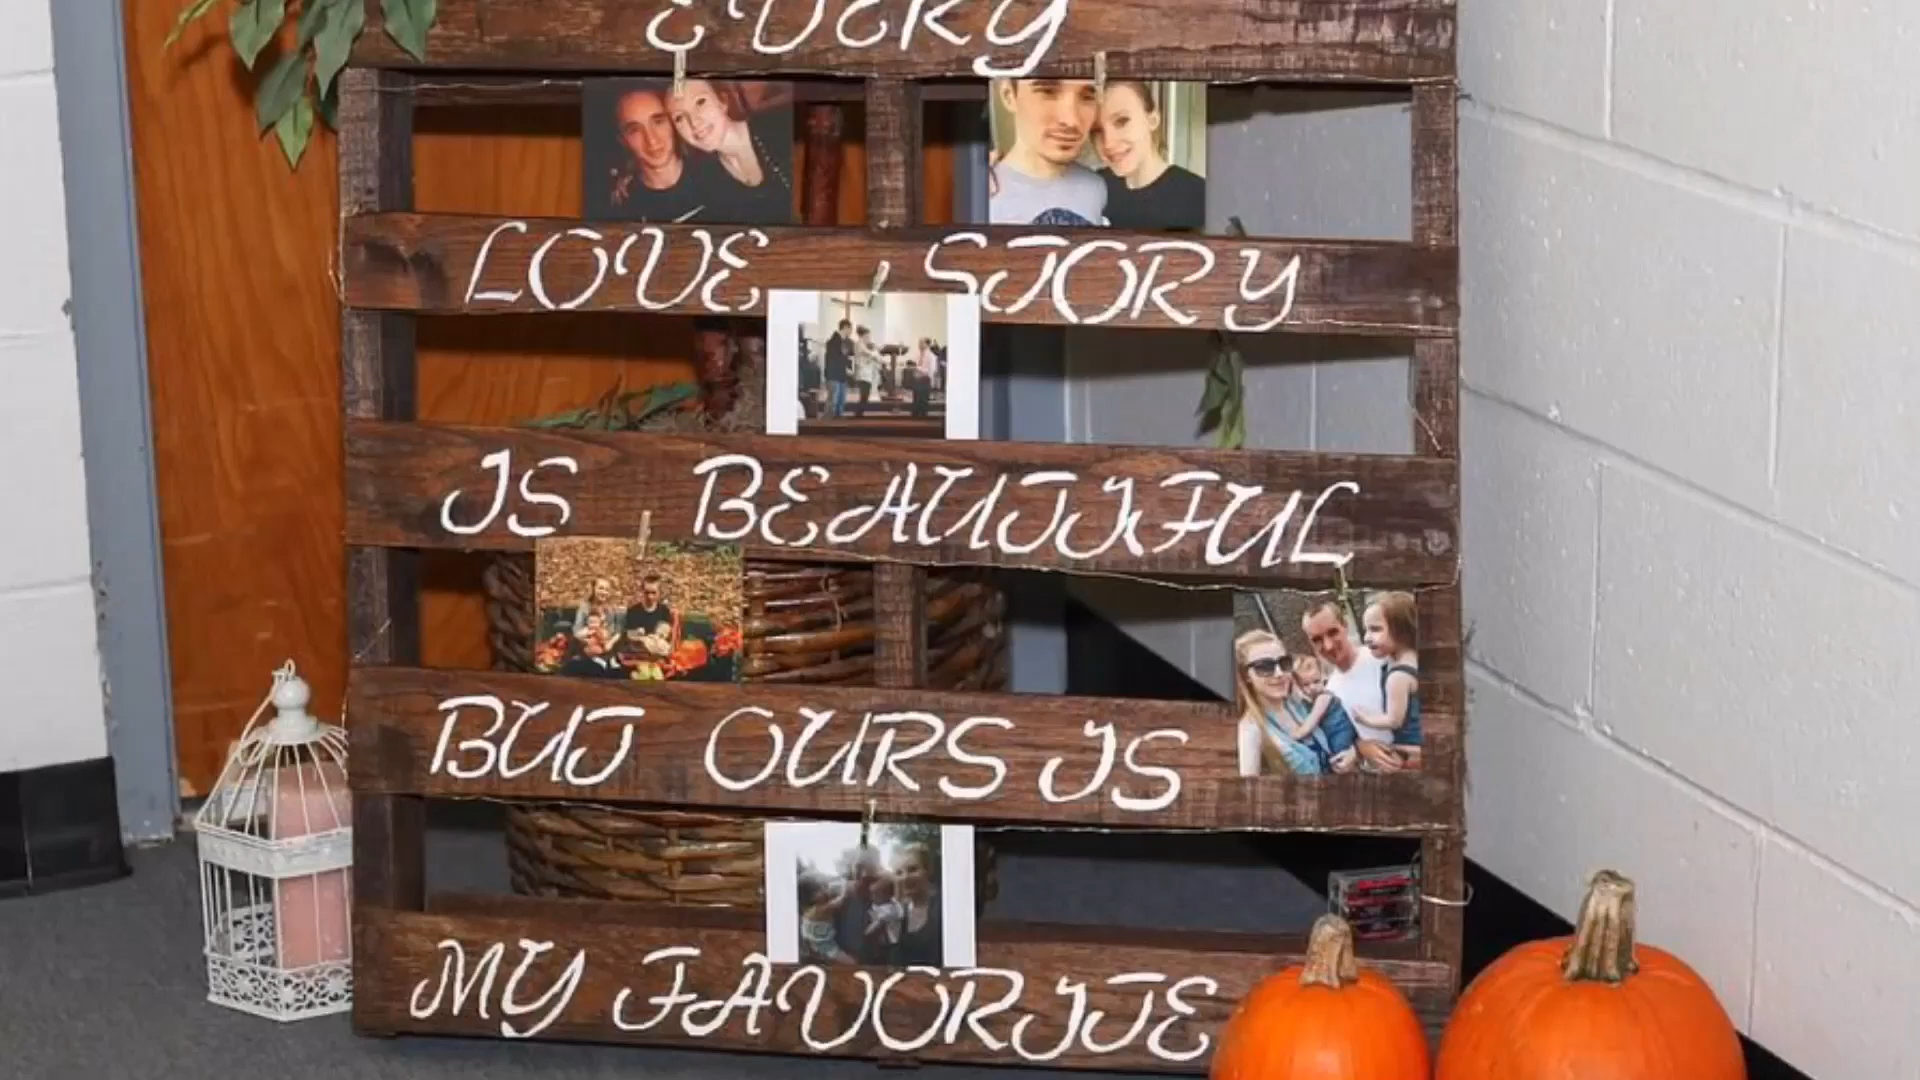 EVERY
LOVE STORY
IS BEAUTIFUL
BUT OURS IS
MY FAVORITE